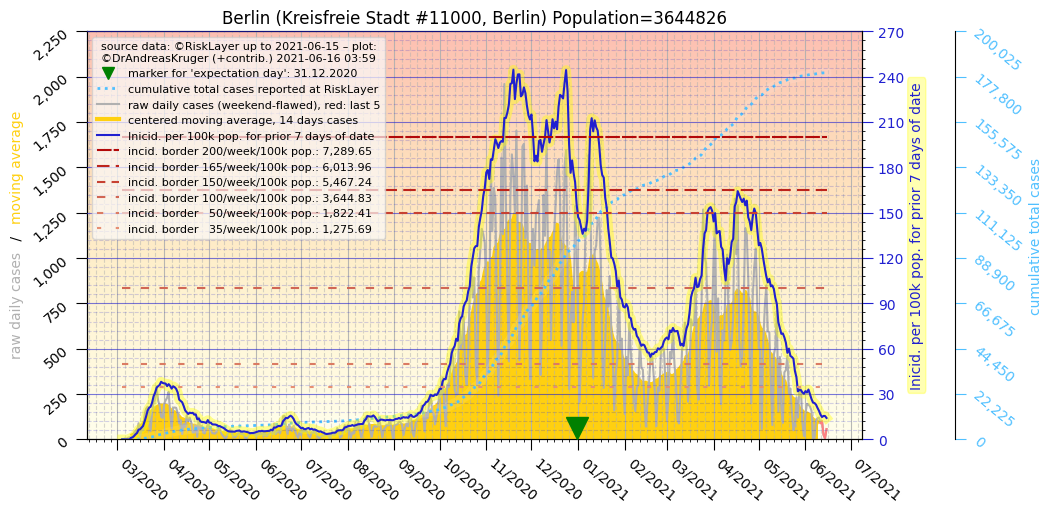 Berlin (Kreisfreie Stadt #11000, Berlin) Population=3644826
source data: ©RiskLayer up to 2021-06-15 – plot:
©DrAndreasKruger (+contrib.) 2021-06-16 03:59
marker for 'expectation day': 31.12.2020
cumulative total cases reported at RiskLayer
raw daily cases (weekend-flawed), red: last 5
centered moving average, 14 days cases
Inicid. per 100k pop. for prior 7 days of date
incid. border 200/week/100k pop.: 7,289.65
incid. border 165/week/100k pop.: 6,013.96
incid. border 150/week/100k pop.: 5,467.24
incid. border 100/week/100k pop.: 3,644.83
incid. border   50/week/100k pop.: 1,822.41
incid. border   35/week/100k pop.: 1,275.69
raw daily cases   /   moving average
2,250
2,000
1,750
1,500
1,250
1,000
750
500
250
0
03/2020
04/2020
05/2020
06/2020
07/2020
08/2020
09/2020
10/2020
11/2020
12/2020
01/2021
02/2021
03/2021
04/2021
05/2021
06/2021
07/2021
270
240
210
180
150
120
90
60
30
0
Inicid. per 100k pop. for prior 7 days of date
200,025
177,800
155,575
133,350
111,125
88,900
66,675
44,450
22,225
0
cumulative total cases